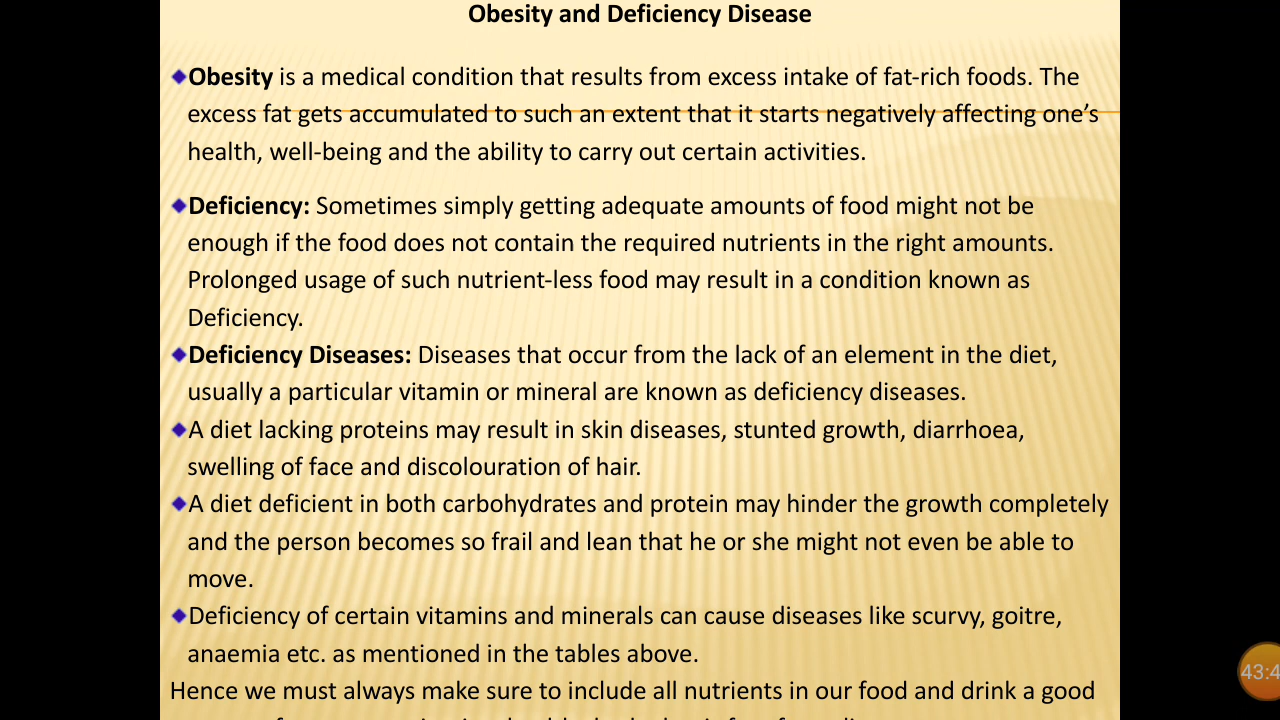 Obesity and Deficiency Disease
◆Obesity is a medical condition that results from excess intake of fat-rich foods. The
excess fat gets accumulated to such an extent that it starts negatively affecting one’s
health, well-being and the ability to carry out certain activities.
◆Deficiency: Sometimes simply getting adequate amounts of food might not be
enough if the food does not contain the required nutrients in the right amounts.
Prolonged usage of such nutrient-less food may result in a condition known as
Deficiency.
◆Deficiency Diseases: Diseases that occur from the lack of an element in the diet,
usually a particular vitamin or mineral are known as deficiency diseases.
◆A diet lacking proteins may result in skin diseases, stunted growth, diarrhoea,
swelling of face and discolouration of hair.
◆A diet deficient in both carbohydrates and protein may hinder the growth completely
and the person becomes so frail and lean that he or she might not even be able to
move.
◆Deficiency of certain vitamins and minerals can cause diseases like scurvy, goitre,
anaemia etc. as mentioned in the tables above.
Hence we must always make sure to include all nutrients in our food and drink a good
43:4